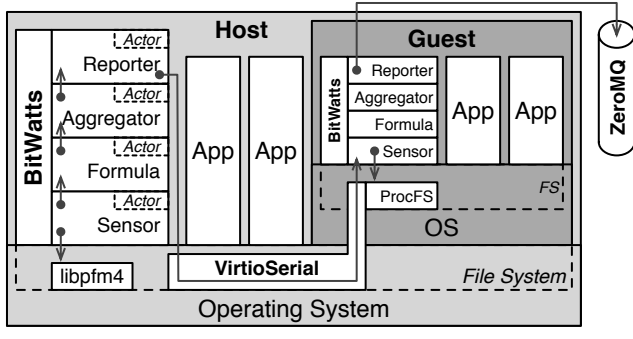 Host
Guest
BitWatts
Actor
Reporter
Actor
Aggregator
Actor
Formula
Actor
Sensor
App
App
BitWatts
Reporter
Aggregator
Formula
Sensor
App
App
ZeroMQ
ProcFS
FS
OS
libpfm4
VirtioSerial
File System
Operating System